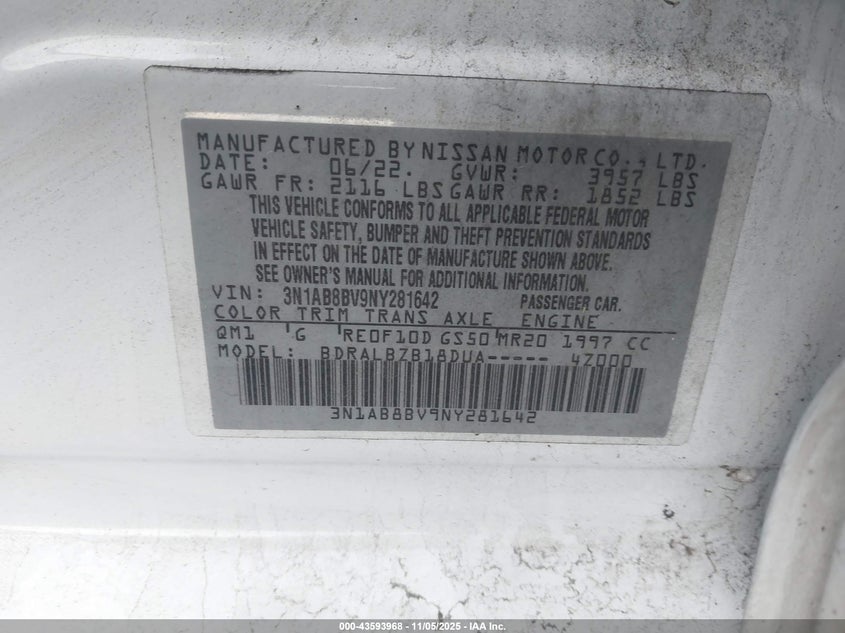 MANUFACTURED BY NISSAN MOTOR CO., LTD.
DATE: 06/22. GVWR: 3957 LBS
GAWR FR: 2116 LBS GAWR RR: 1852 LBS
THIS VEHICLE CONFORMS TO ALL APPLICABLE FEDERAL MOTOR
VEHICLE SAFETY, BUMPER AND THEFT PREVENTION STANDARDS
IN EFFECT ON THE DATE OF MANUFACTURE SHOWN ABOVE.
SEE OWNER'S MANUAL FOR ADDITIONAL INFORMATION.
VIN: 3N1AB8BV9NY281642 PASSENGER CAR.
COLOR TRIM TRANS AXLE ENGINE
QM1 G RE0F10D GS50 MR20 1997 CC
MODEL: BDRALBZB18DUA----- 4Z000
3N1AB8BV9NY281642
000-43593968 - 11/05/2025 - IAA Inc.